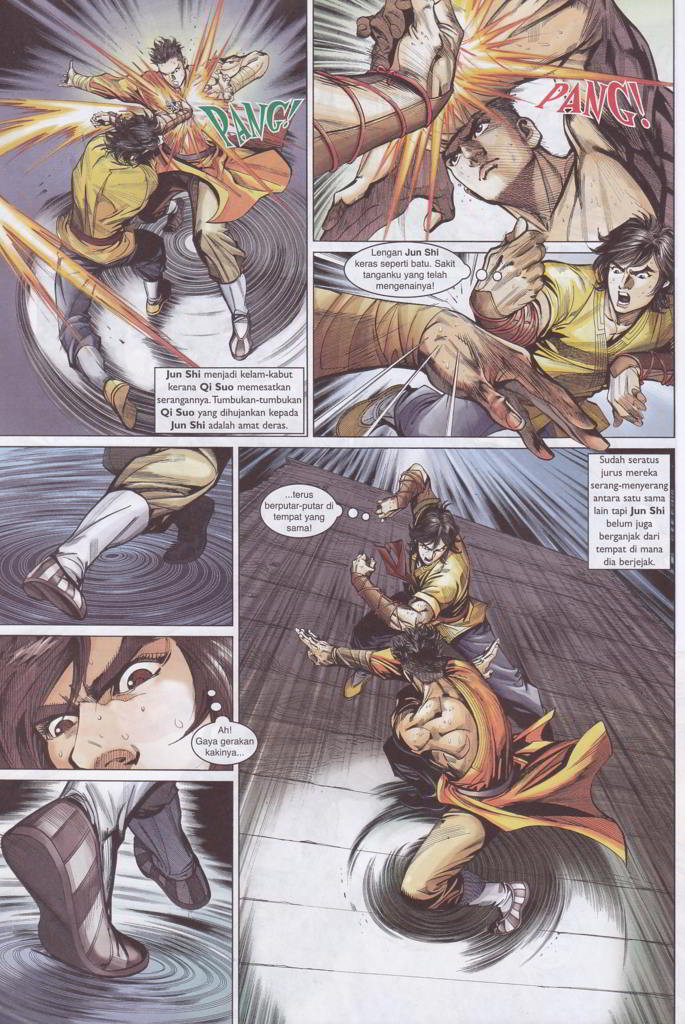 PANG!
Jun Shi menjadi kelam-kabut
kerana Qi Suo memesatkan
serangannya. Tumbukan-tumbukan
Qi Suo yang dihujankan kepada
Jun Shi adalah amat deras.
PANG!
Lengan Jun Shi
keras seperti batu. Sakit
tanganku yang telah
mengenainya!
Sudah seratus
jurus mereka
serang-menyerang
antara satu sama
lain tapi Jun Shi
belum juga
berganjak dari
tempat di mana
dia berjejak.
...terus
berputar-putar di
tempat yang
sama!
Ah!
Gaya gerakan
kakinya...